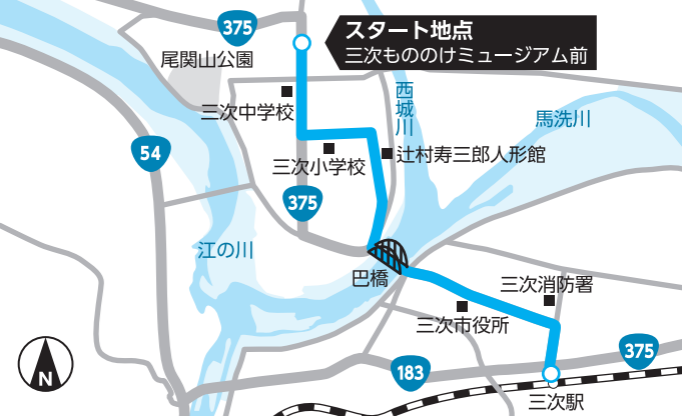 375
スタート地点
三次もののけミュージアム前
尾関山公園
西城川
三次中学校
馬洗川
54
三次小学校
辻村寿三郎人形館
375
江の川
巴橋
三次消防署
三次市役所
375
183
N
三次駅